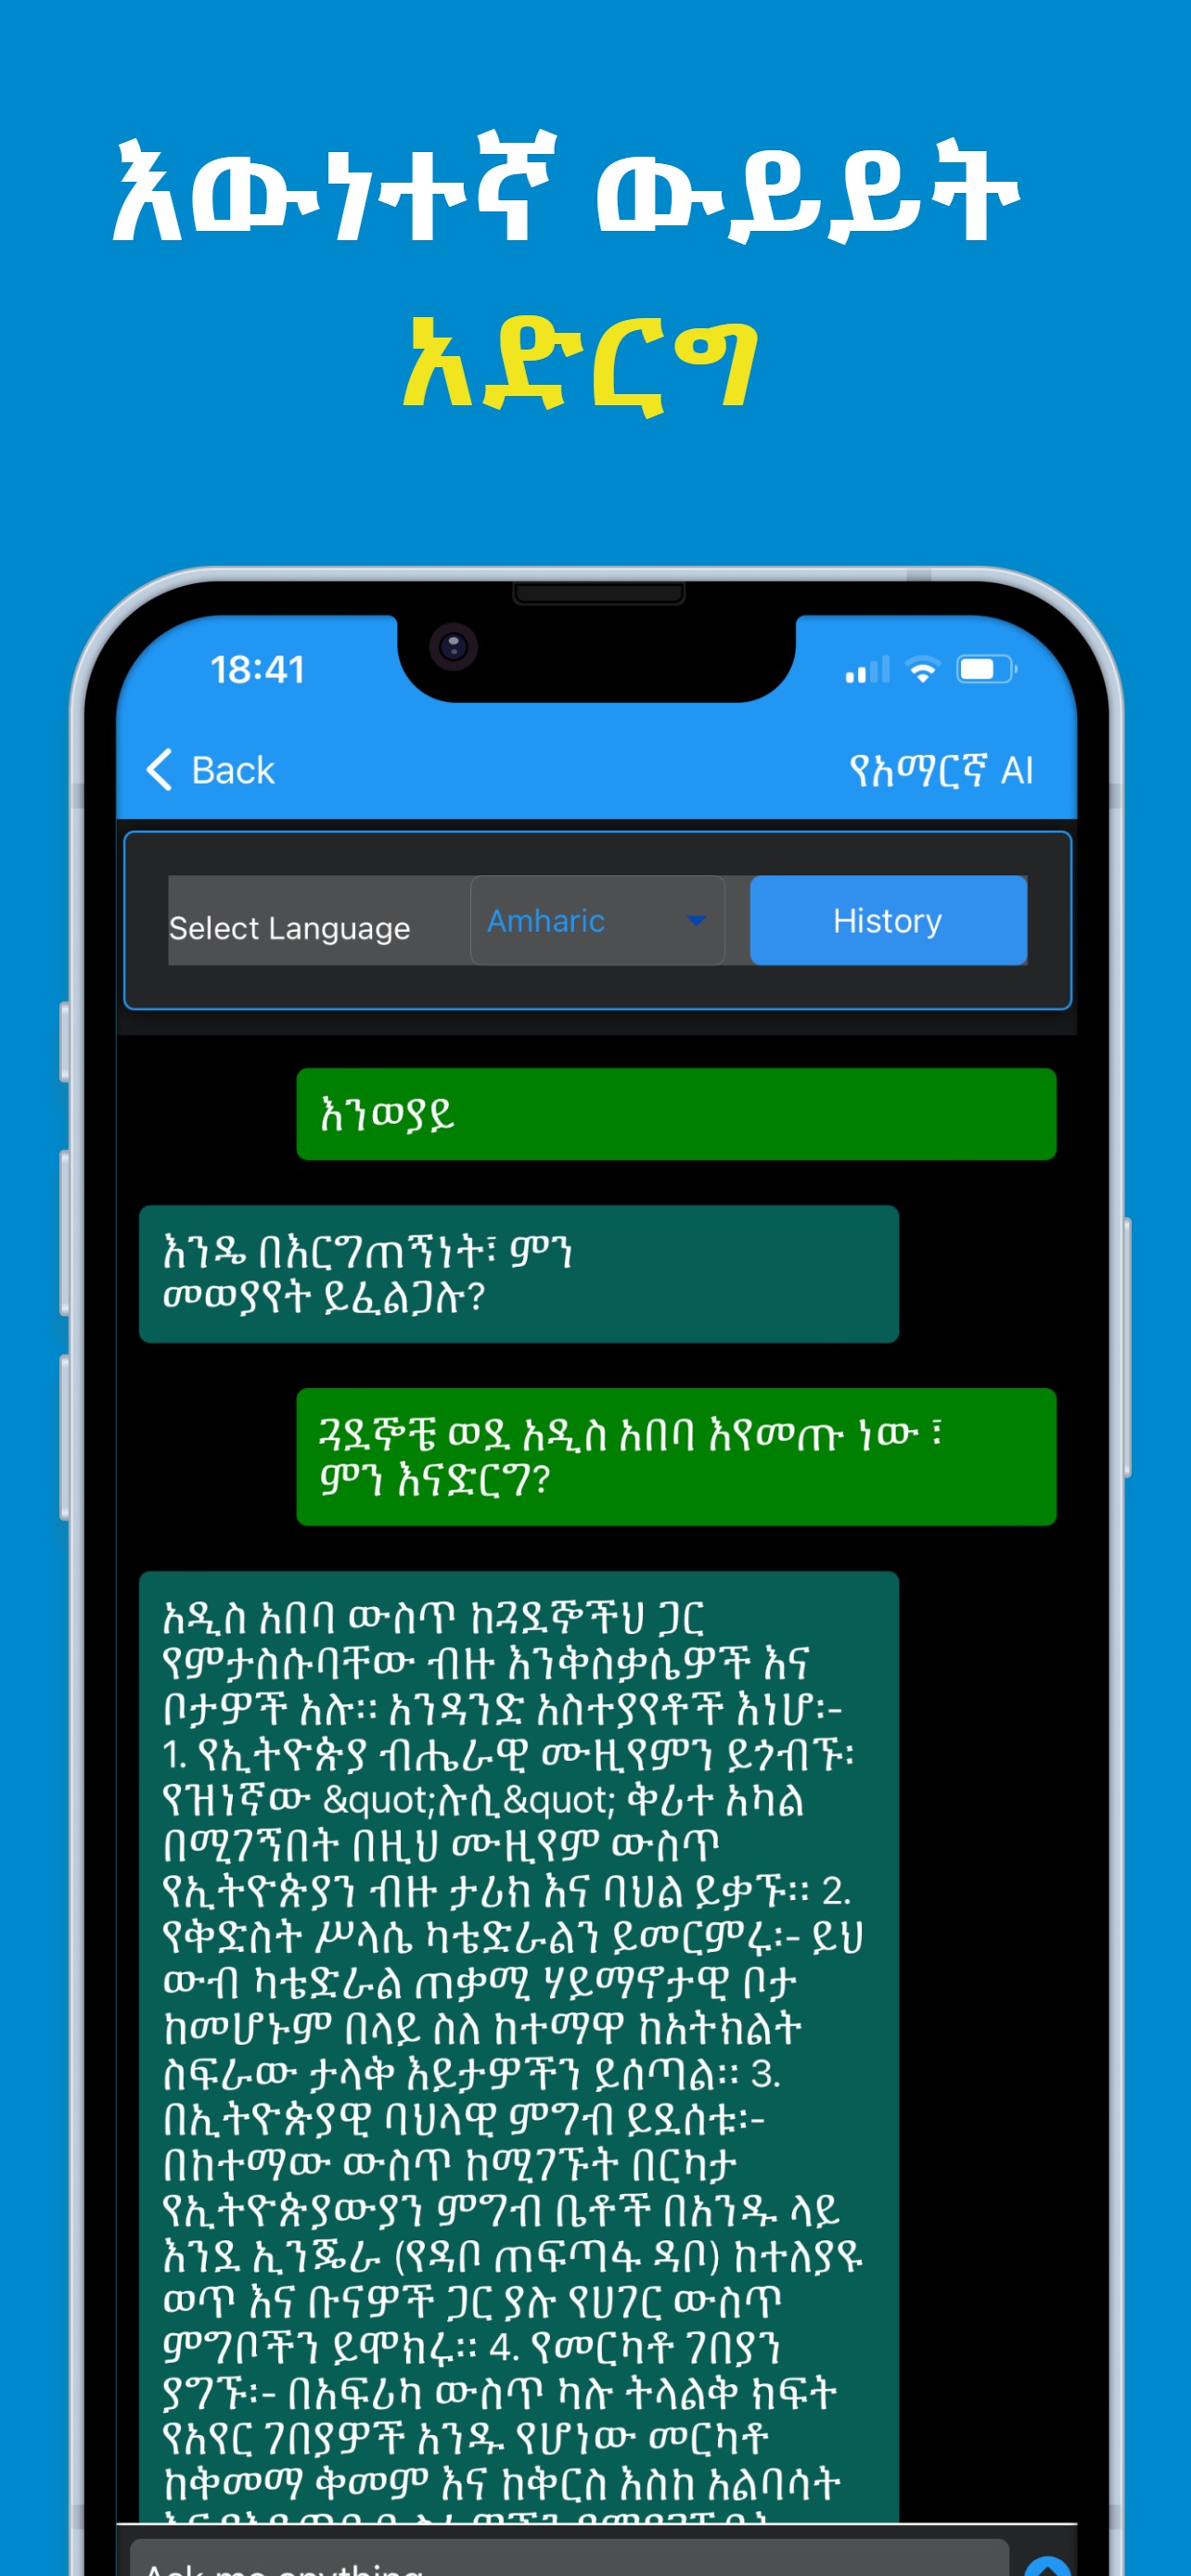 እውነተኛ ውይይት
አድርግ
18:41
Back
የአማርኛ AI
Select Language
Amharic
History
እንወያይ
እንዴ በእርግጠኝነት፣ ምን
መወያየት ይፈልጋሉ?
ጓደኞቼ ወደ አዲስ አበባ እየመጡ ነው ፣
ምን እናድርግ?
አዲስ አበባ ውስጥ ከጓደኞችህ ጋር
የምታስሱባቸው ብዙ እንቅስቃሴዎች እና
ቦታዎች አሉ። አንዳንድ አስተያየቶች እነሆ፡-
1. የኢትዮጵያ ብሔራዊ ሙዚየምን ይጎብኙ፡
የዝነኛው &quot;ሉሲ&quot; ቅሪተ አካል
በሚገኝበት በዚህ ሙዚየም ውስጥ
የኢትዮጵያን ብዙ ታሪክ እና ባህል ይቃኙ። 2.
የቅድስት ሥላሴ ካቴድራልን ይመርምሩ፡- ይህ
ውብ ካቴድራል ጠቃሚ ሃይማኖታዊ ቦታ
ከመሆኑም በላይ ስለ ከተማዋ ከአትክልት
ስፍራው ታላቅ እይታዎችን ይሰጣል። 3.
በኢትዮጵያዊ ባህላዊ ምግብ ይደሰቱ፡-
በከተማው ውስጥ ከሚገኙት በርካታ
የኢትዮጵያውያን ምግብ ቤቶች በአንዱ ላይ
እንደ ኢንጄራ (የዳቦ ጠፍጣፋ ዳቦ) ከተለያዩ
ወጥ እና ቡናዎች ጋር ያሉ የሀገር ውስጥ
ምግቦችን ይሞክሩ። 4. የመርካቶ ገበያን
ያግኙ፡- በአፍሪካ ውስጥ ካሉ ትላልቅ ክፍት
የአየር ገበያዎች አንዱ የሆነው መርካቶ
ከቅመማ ቅመም እና ከቅርስ እስከ አልባሳት
Ask me anything